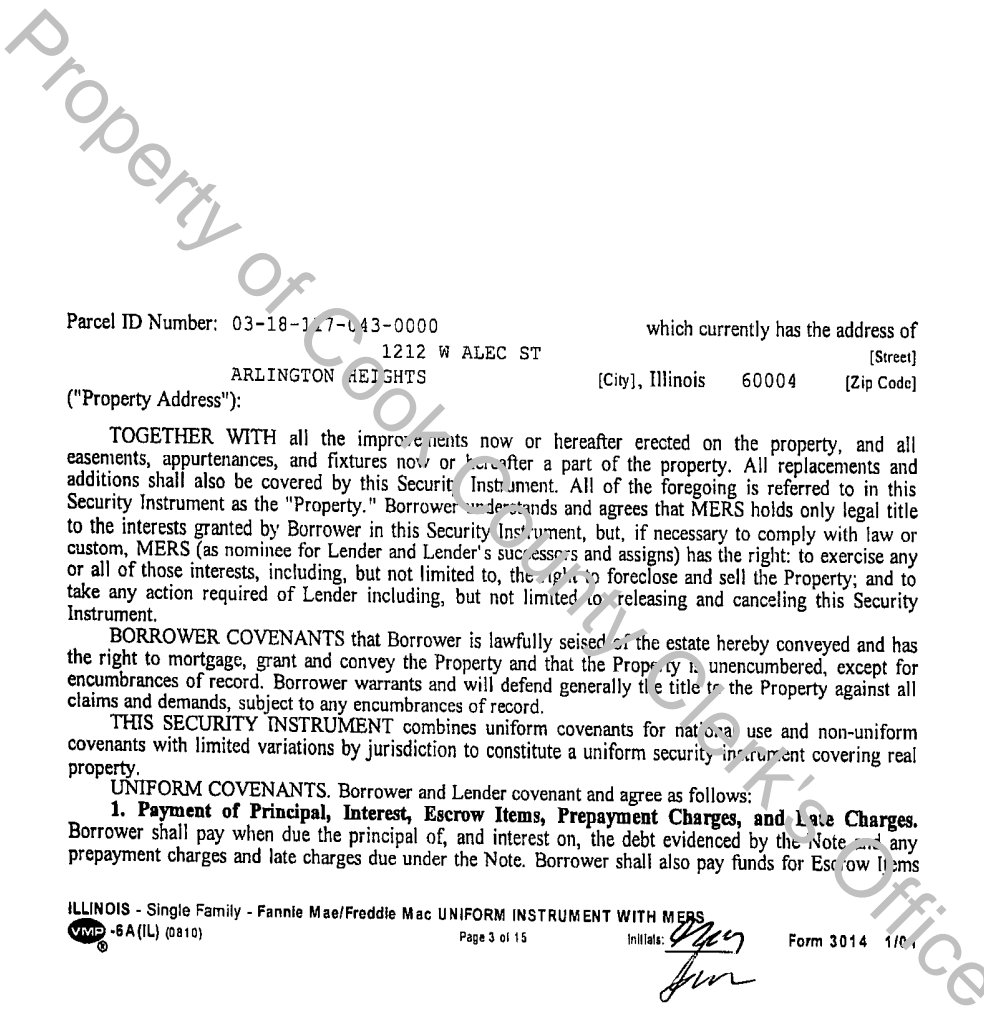 Property of Cook County Clerk's Office
Parcel ID Number: 03-18-117-043-0000 which currently has the address of
1212 W ALEC ST [Street]
ARLINGTON HEIGHTS [City], Illinois 60004 [Zip Code]
("Property Address"):
TOGETHER WITH all the improvements now or hereafter erected on the property, and all
easements, appurtenances, and fixtures now or hereafter a part of the property. All replacements and
additions shall also be covered by this Security Instrument. All of the foregoing is referred to in this
Security Instrument as the "Property." Borrower understands and agrees that MERS holds only legal title
to the interests granted by Borrower in this Security Instrument, but, if necessary to comply with law or
custom, MERS (as nominee for Lender and Lender's successors and assigns) has the right: to exercise any
or all of those interests, including, but not limited to, the right to foreclose and sell the Property; and to
take any action required of Lender including, but not limited to, releasing and canceling this Security
Instrument.
BORROWER COVENANTS that Borrower is lawfully seised of the estate hereby conveyed and has
the right to mortgage, grant and convey the Property and that the Property is unencumbered, except for
encumbrances of record. Borrower warrants and will defend generally the title to the Property against all
claims and demands, subject to any encumbrances of record.
THIS SECURITY INSTRUMENT combines uniform covenants for national use and non-uniform
covenants with limited variations by jurisdiction to constitute a uniform security instrument covering real
property.
UNIFORM COVENANTS. Borrower and Lender covenant and agree as follows:
1. Payment of Principal, Interest, Escrow Items, Prepayment Charges, and Late Charges.
Borrower shall pay when due the principal of, and interest on, the debt evidenced by the Note and any
prepayment charges and late charges due under the Note. Borrower shall also pay funds for Escrow Items
ILLINOIS - Single Family - Fannie Mae/Freddie Mac UNIFORM INSTRUMENT WITH MERS
VMP ® -6A(IL) (0810) Page 3 of 15 Initials: Form 3014